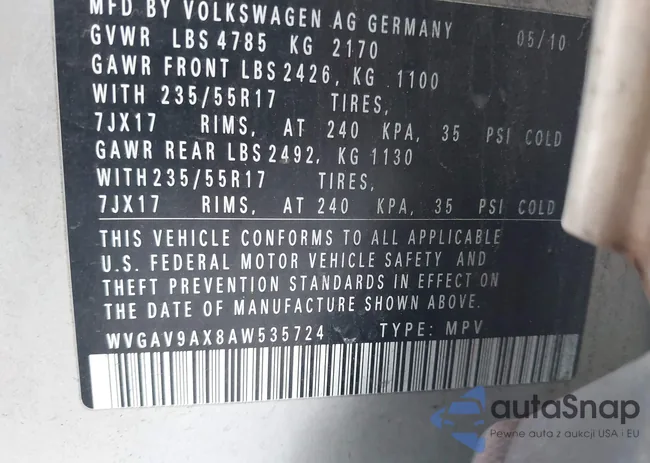 MFD BY VOLKSWAGEN AG GERMANY
05/10
GVWR LBS 4785 KG 2170
GAWR FRONT LBS 2426, KG 1100
WITH 235/55R17 TIRES,
7JX17 RIMS, AT 240 KPA, 35 PSI COLD
GAWR REAR LBS 2492, KG 1130
WITH 235/55R17 TIRES,
7JX17 RIMS, AT 240 KPA, 35 PSI COLD
THIS VEHICLE CONFORMS TO ALL APPLICABLE
U.S. FEDERAL MOTOR VEHICLE SAFETY AND
THEFT PREVENTION STANDARDS IN EFFECT ON
THE DATE OF MANUFACTURE SHOWN ABOVE.
WVGAV9AX8AW535724 TYPE: MPV
autaSnap
Pewne auta z aukcji USA i EU